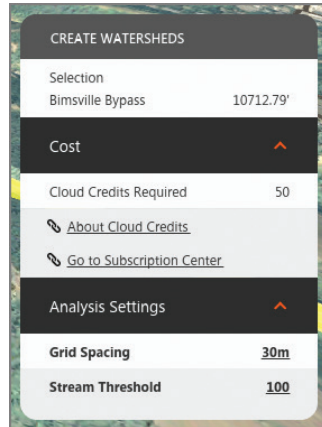 CREATE WATERSHEDS
Selection
Bimsville Bypass 10712.79'
Cost
Cloud Credits Required 50
About Cloud Credits
Go to Subscription Center
Analysis Settings
Grid Spacing 30m
Stream Threshold 100